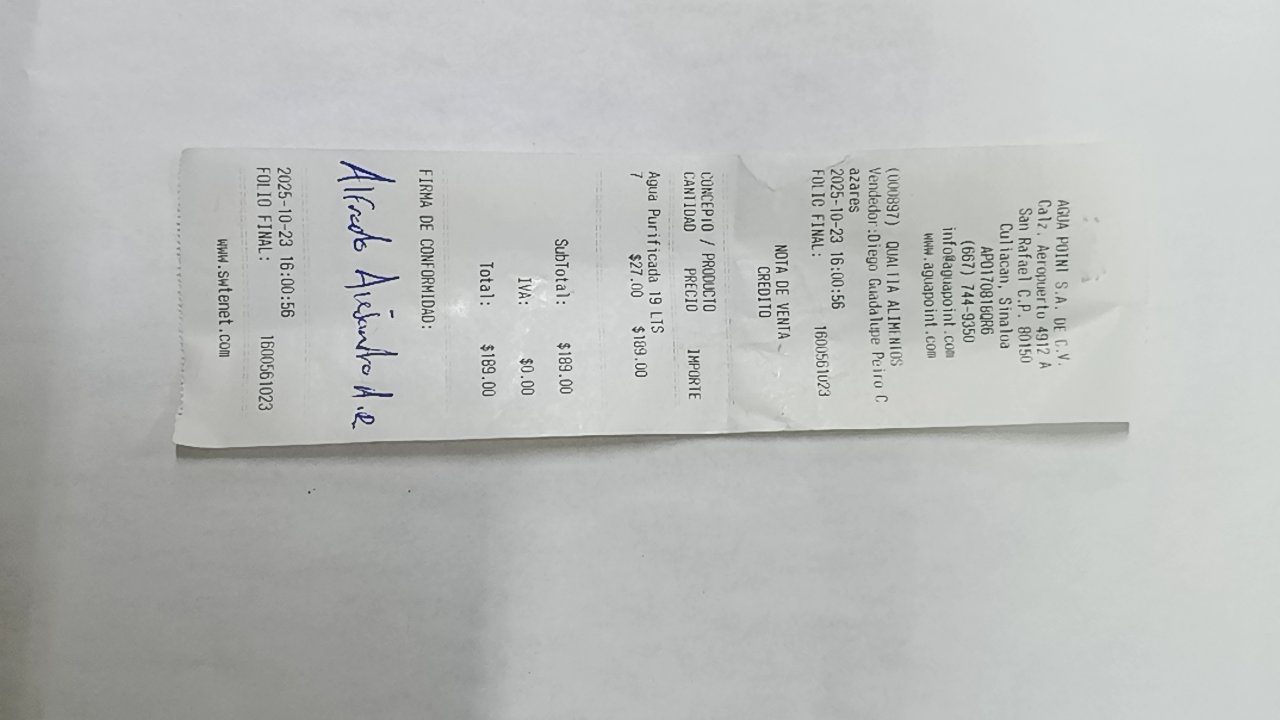 AGUA POINT S.A. DE C.V.
Calz. Aeropuerto 4912 A
San Rafael C.P. 80150
Culiacan, Sinaloa
APO170816QR6
(667) 744-9350
info@aguapoint.com
www.aguapoint.com
(000897) QUALIA ALIMENTOS
Vendedor:Diego Guadalupe Peiro C
azares
2025-10-23 16:00:56
FOLIO FINAL: 1600561023
NOTA DE VENTA
CREDITO
CONCEPTO / PRODUCTO
CANTIDAD PRECIO IMPORTE
Agua Purificada 19 LTS
7 $27.00 $189.00
SubTotal: $189.00
IVA: $0.00
Total: $189.00
FIRMA DE CONFORMIDAD:
Alfredo
2025-10-23 16:00:56
FOLIO FINAL: 1600561023
www.swtenet.com